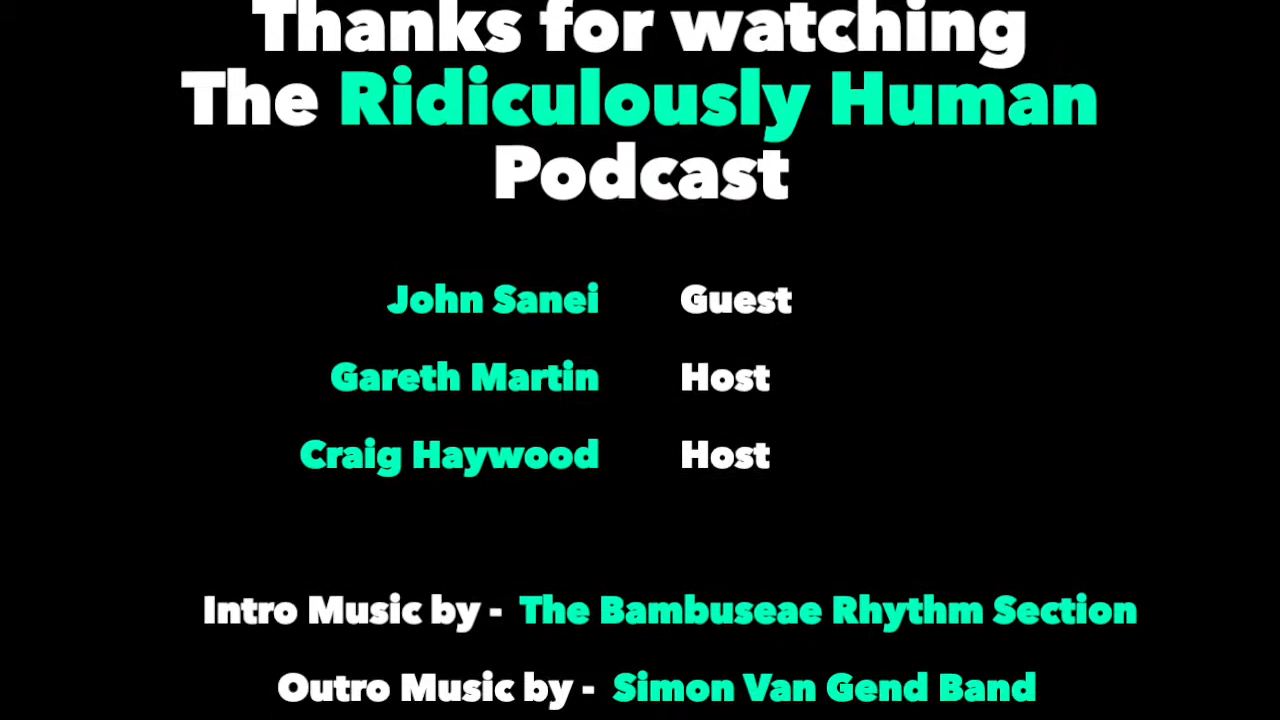 Thanks for watching
The Ridiculously Human
Podcast
John Sanei Guest
Gareth Martin Host
Craig Haywood Host
Intro Music by - The Bambuseae Rhythm Section
Outro Music by - Simon Van Gend Band